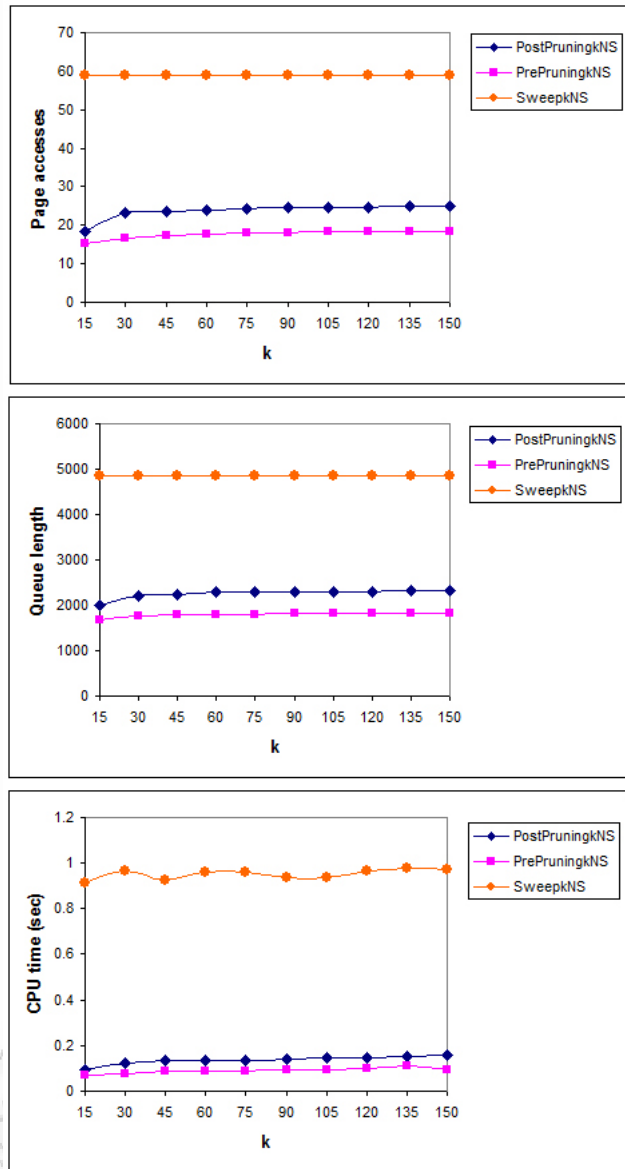 70
60
50
40
30
20
10
0
Page accesses
15 30 45 60 75 90 105 120 135 150
k
PostPruningkNS
PrePruningkNS
SweepkNS
6000
5000
4000
3000
2000
1000
0
Queue length
15 30 45 60 75 90 105 120 135 150
k
PostPruningkNS
PrePruningkNS
SweepkNS
1.2
1
0.8
0.6
0.4
0.2
0
CPU time (sec)
15 30 45 60 75 90 105 120 135 150
k
PostPruningkNS
PrePruningkNS
SweepkNS